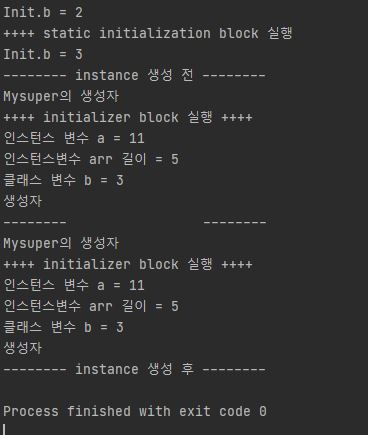 Init.b = 2
++++ static initialization block 실행
Init.b = 3
-------- instance 생성 전 --------
Mysuper의 생성자
++++ initializer block 실행 ++++
인스턴스 변수 a = 11
인스턴스변수 arr 길이 = 5
클래스 변수 b = 3
생성자
--------                 --------
Mysuper의 생성자
++++ initializer block 실행 ++++
인스턴스 변수 a = 11
인스턴스변수 arr 길이 = 5
클래스 변수 b = 3
생성자
-------- instance 생성 후 --------
Process finished with exit code 0